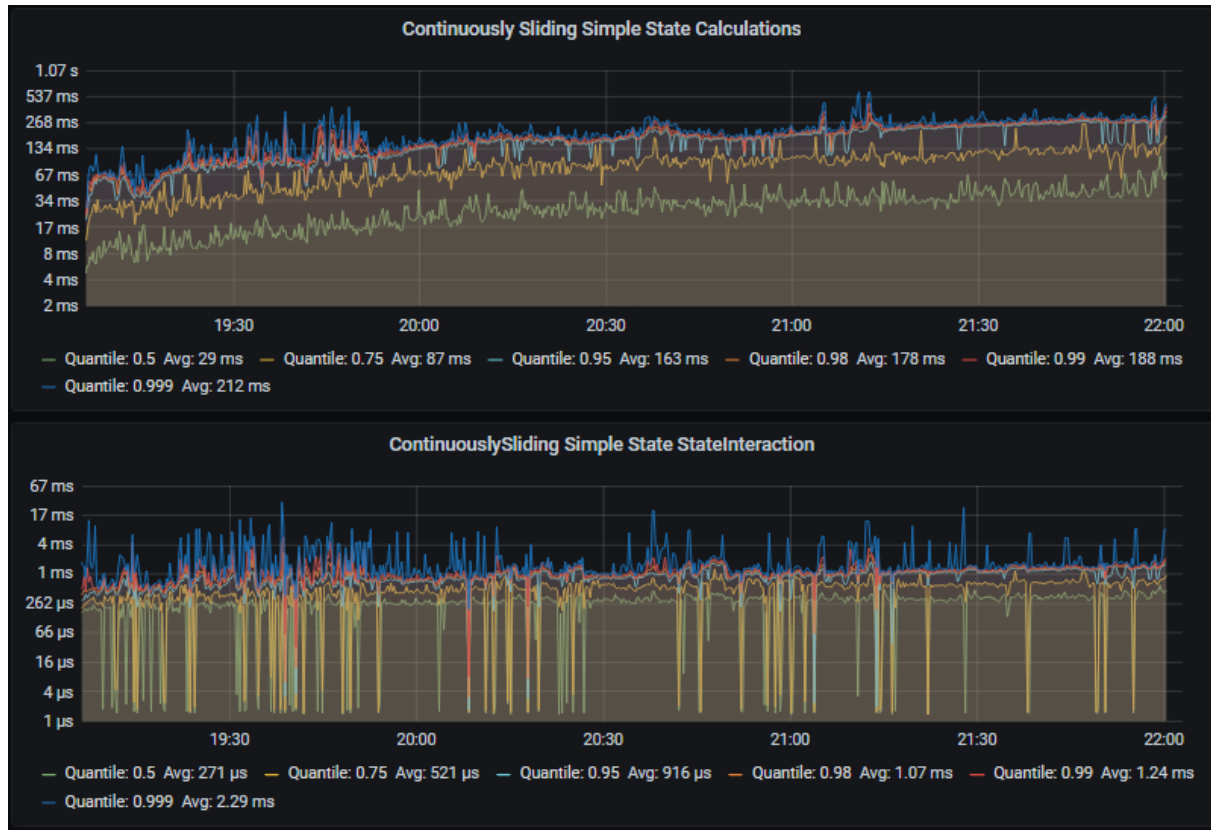 Continuously Sliding Simple State Calculations
1.07 s
537 ms
268 ms
134 ms
67 ms
34 ms
17 ms
8 ms
4 ms
2 ms
19:30 20:00 20:30 21:00 21:30 22:00
Quantile: 0.5 Avg: 29 ms Quantile: 0.75 Avg: 87 ms Quantile: 0.95 Avg: 163 ms Quantile: 0.98 Avg: 178 ms Quantile: 0.99 Avg: 188 ms
Quantile: 0.999 Avg: 212 ms
ContinuouslySliding Simple State StateInteraction
67 ms
17 ms
4 ms
1 ms
262 µs
66 µs
16 µs
4 µs
1 µs
19:30 20:00 20:30 21:00 21:30 22:00
Quantile: 0.5 Avg: 271 µs Quantile: 0.75 Avg: 521 µs Quantile: 0.95 Avg: 916 µs Quantile: 0.98 Avg: 1.07 ms Quantile: 0.99 Avg: 1.24 ms
Quantile: 0.999 Avg: 2.29 ms